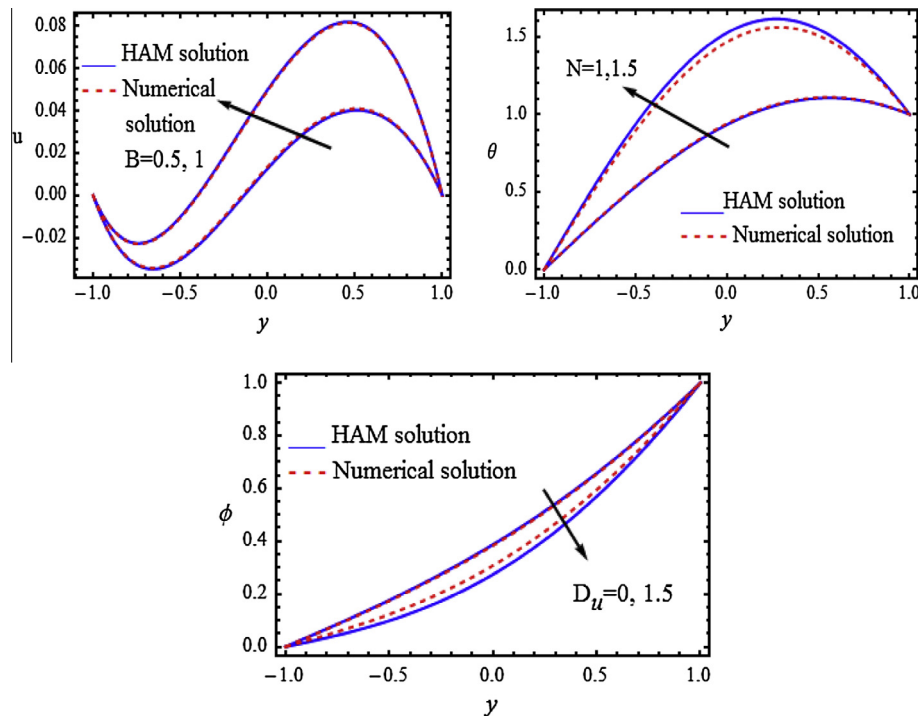 0.08
0.06
0.04
0.02
0.00
−0.02
u
HAM solution
Numerical
solution
B=0.5, 1
−1.0 −0.5 0.0 0.5 1.0
y
1.5
1.0
0.5
0.0
θ
N=1,1.5
HAM solution
Numerical solution
−1.0 −0.5 0.0 0.5 1.0
y
1.0
0.8
0.6
0.4
0.2
0.0
ϕ
HAM solution
Numerical solution
Du=0, 1.5
−1.0 −0.5 0.0 0.5 1.0
y